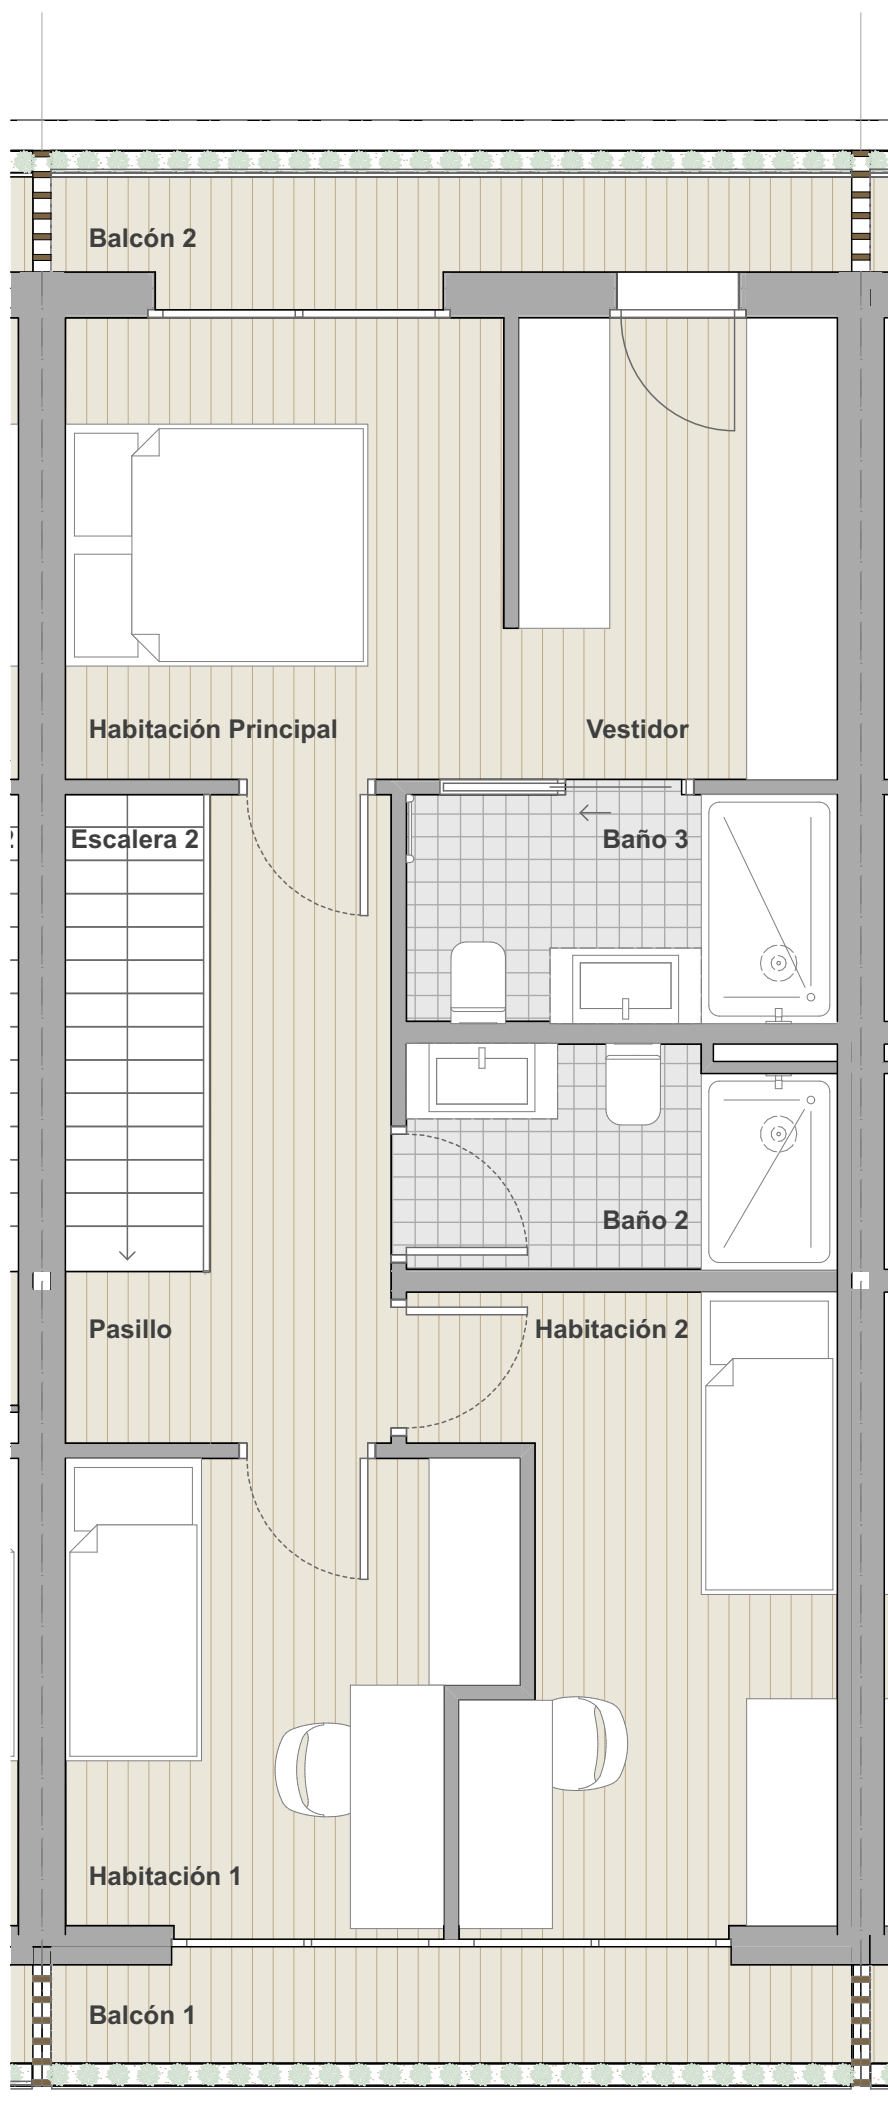 Balcón 2
Habitación Principal
Vestidor
Escalera 2
Baño 3
Baño 2
Pasillo
Habitación 2
Habitación 1
Balcón 1